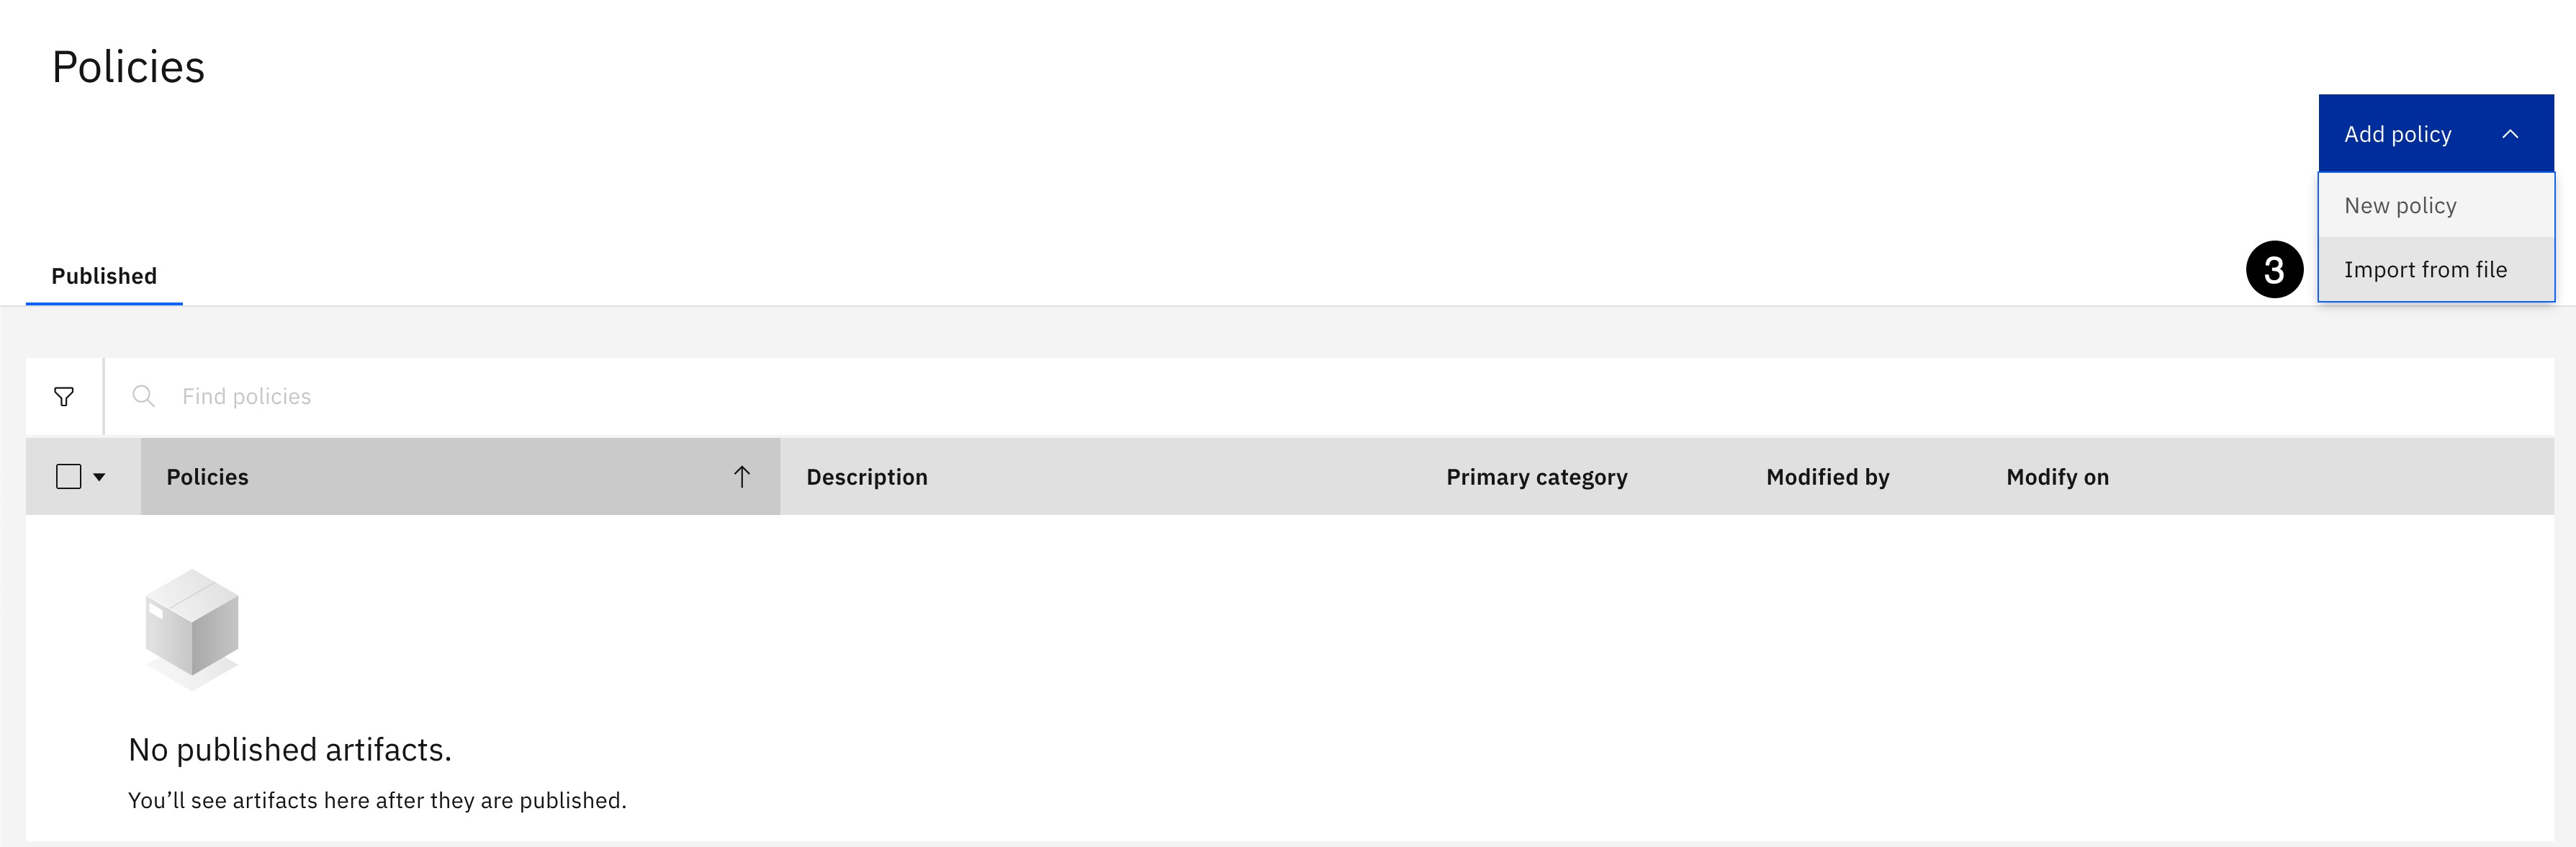 Policies
Add policy
New policy
Published
3 Import from file
Find policies
Policies Description Primary category Modified by Modify on
No published artifacts.
You’ll see artifacts here after they are published.